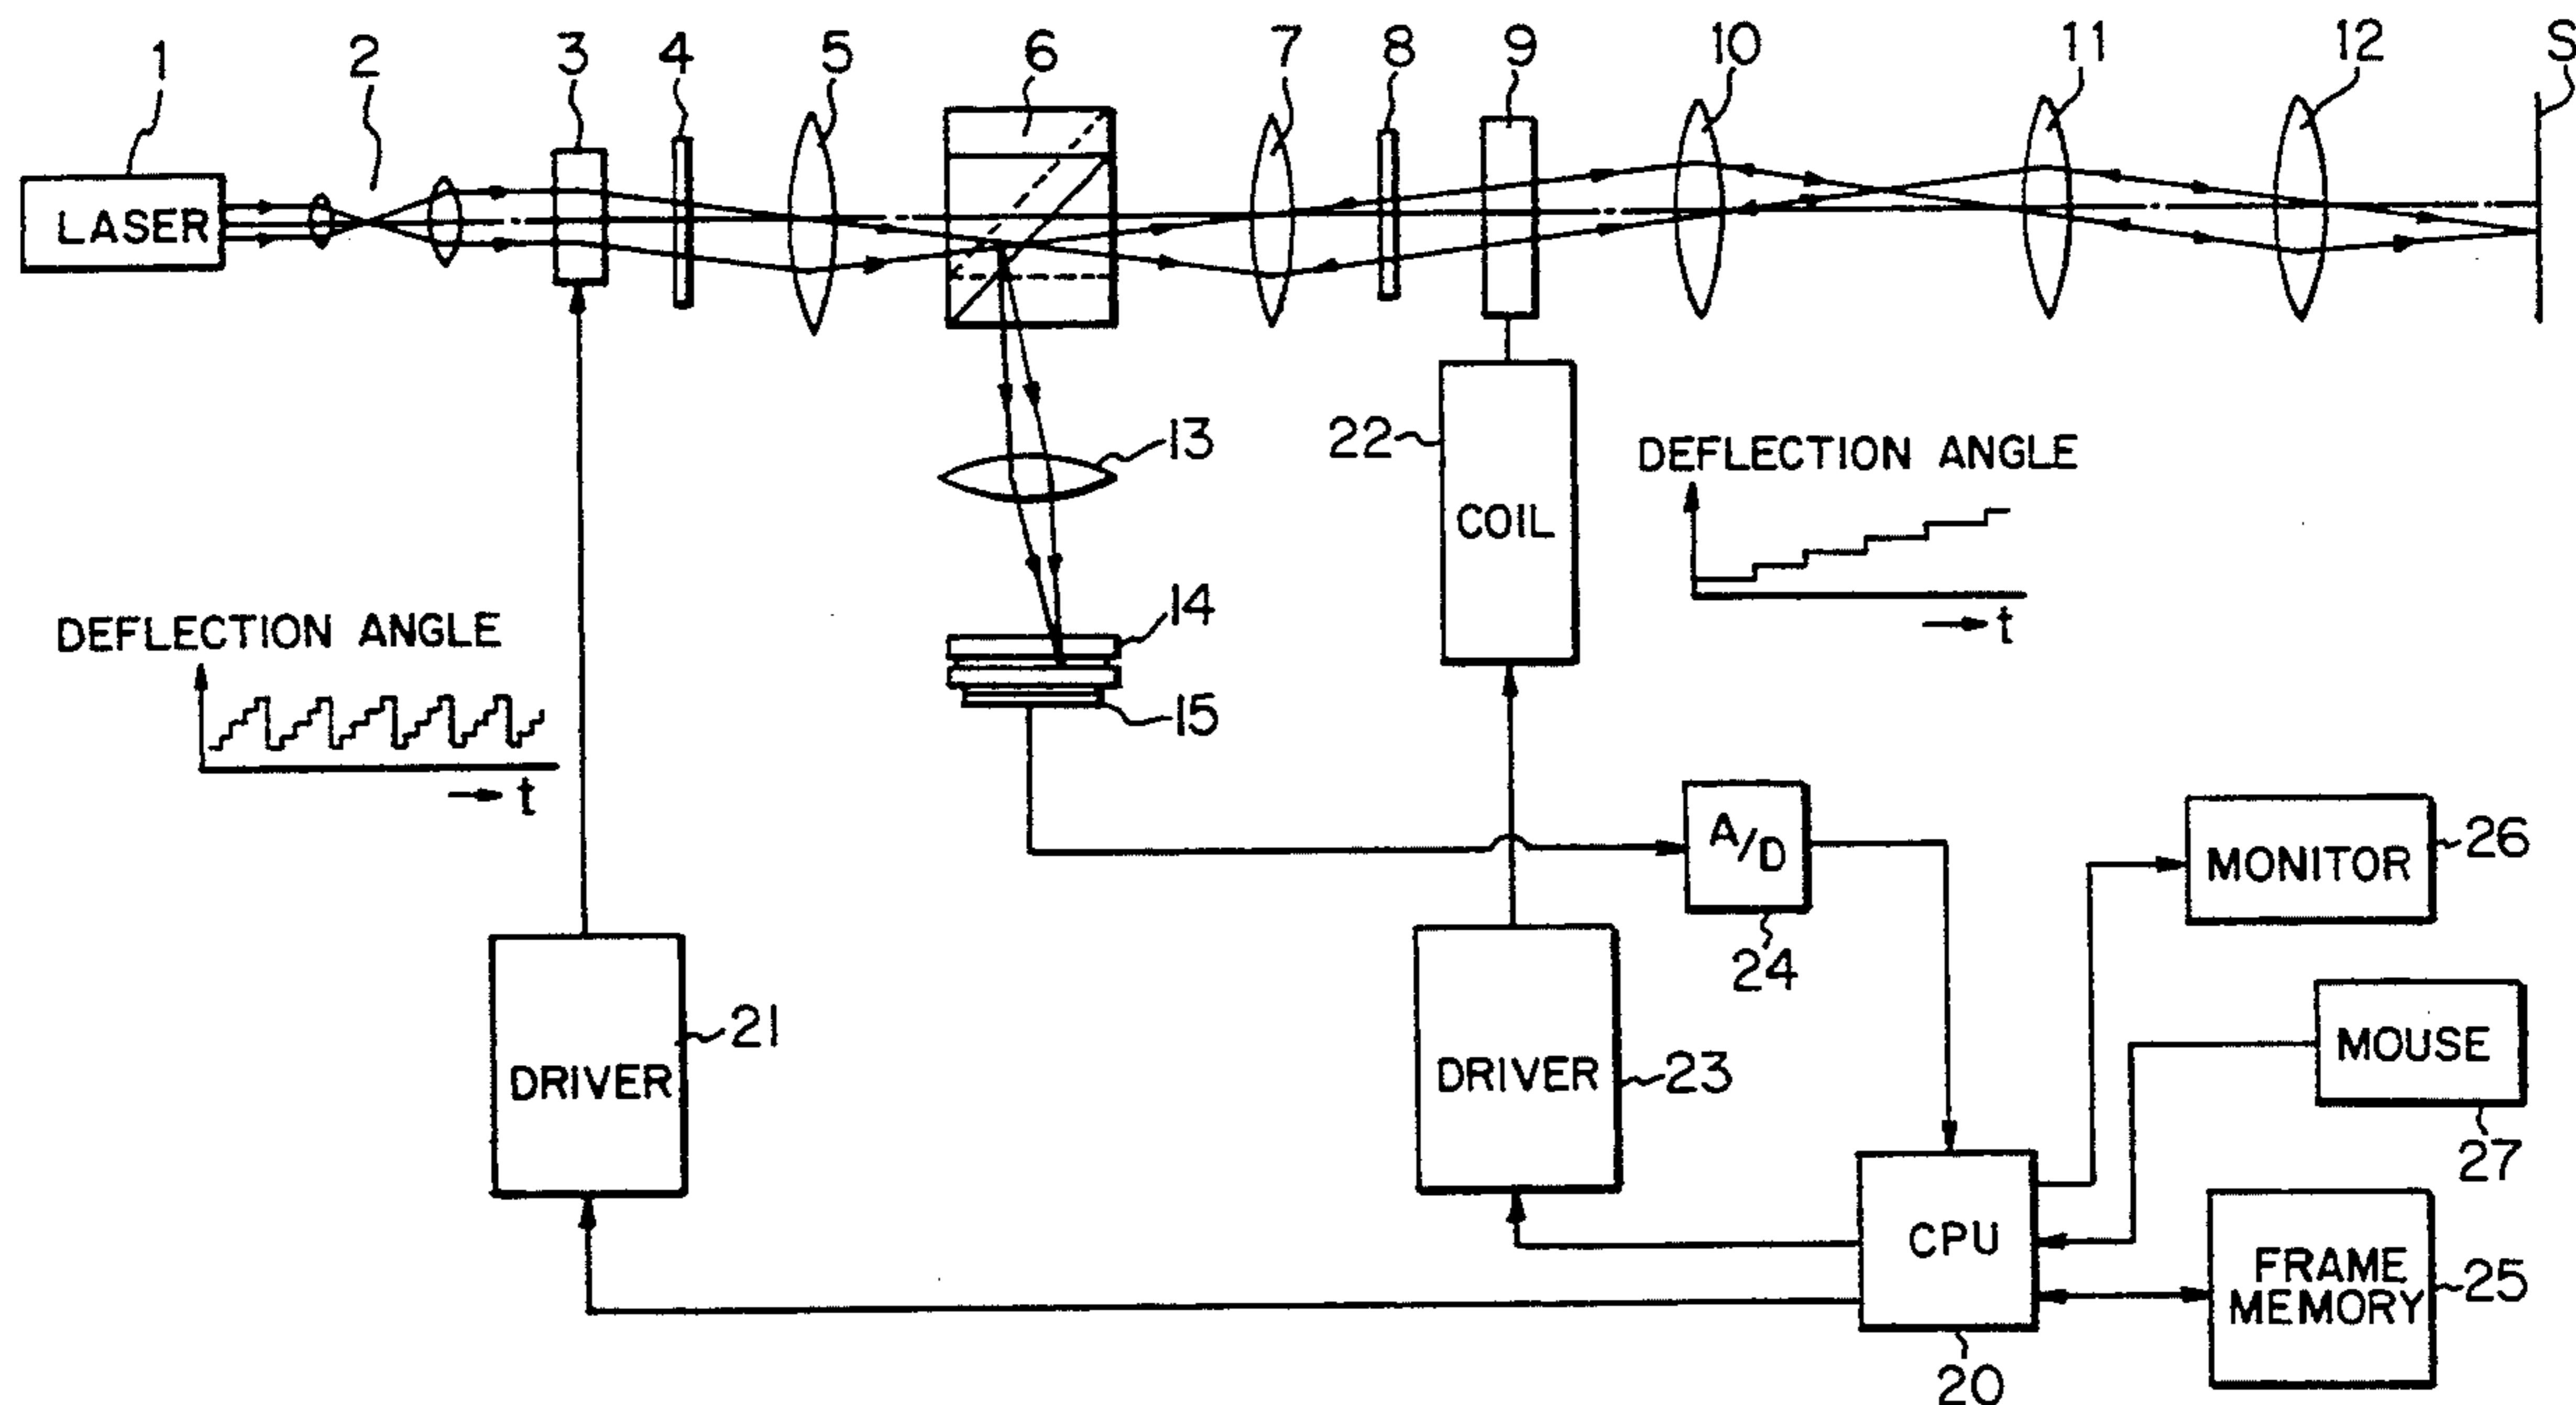 1 2 3 4 5 6 7 8 9 10 11 12 S
LASER
13
22
DEFLECTION ANGLE
COIL
t
14
DEFLECTION ANGLE
15
t
A/D
24
MONITOR
26
21
DRIVER
DRIVER
23
MOUSE
27
CPU
20
FRAME
MEMORY
25